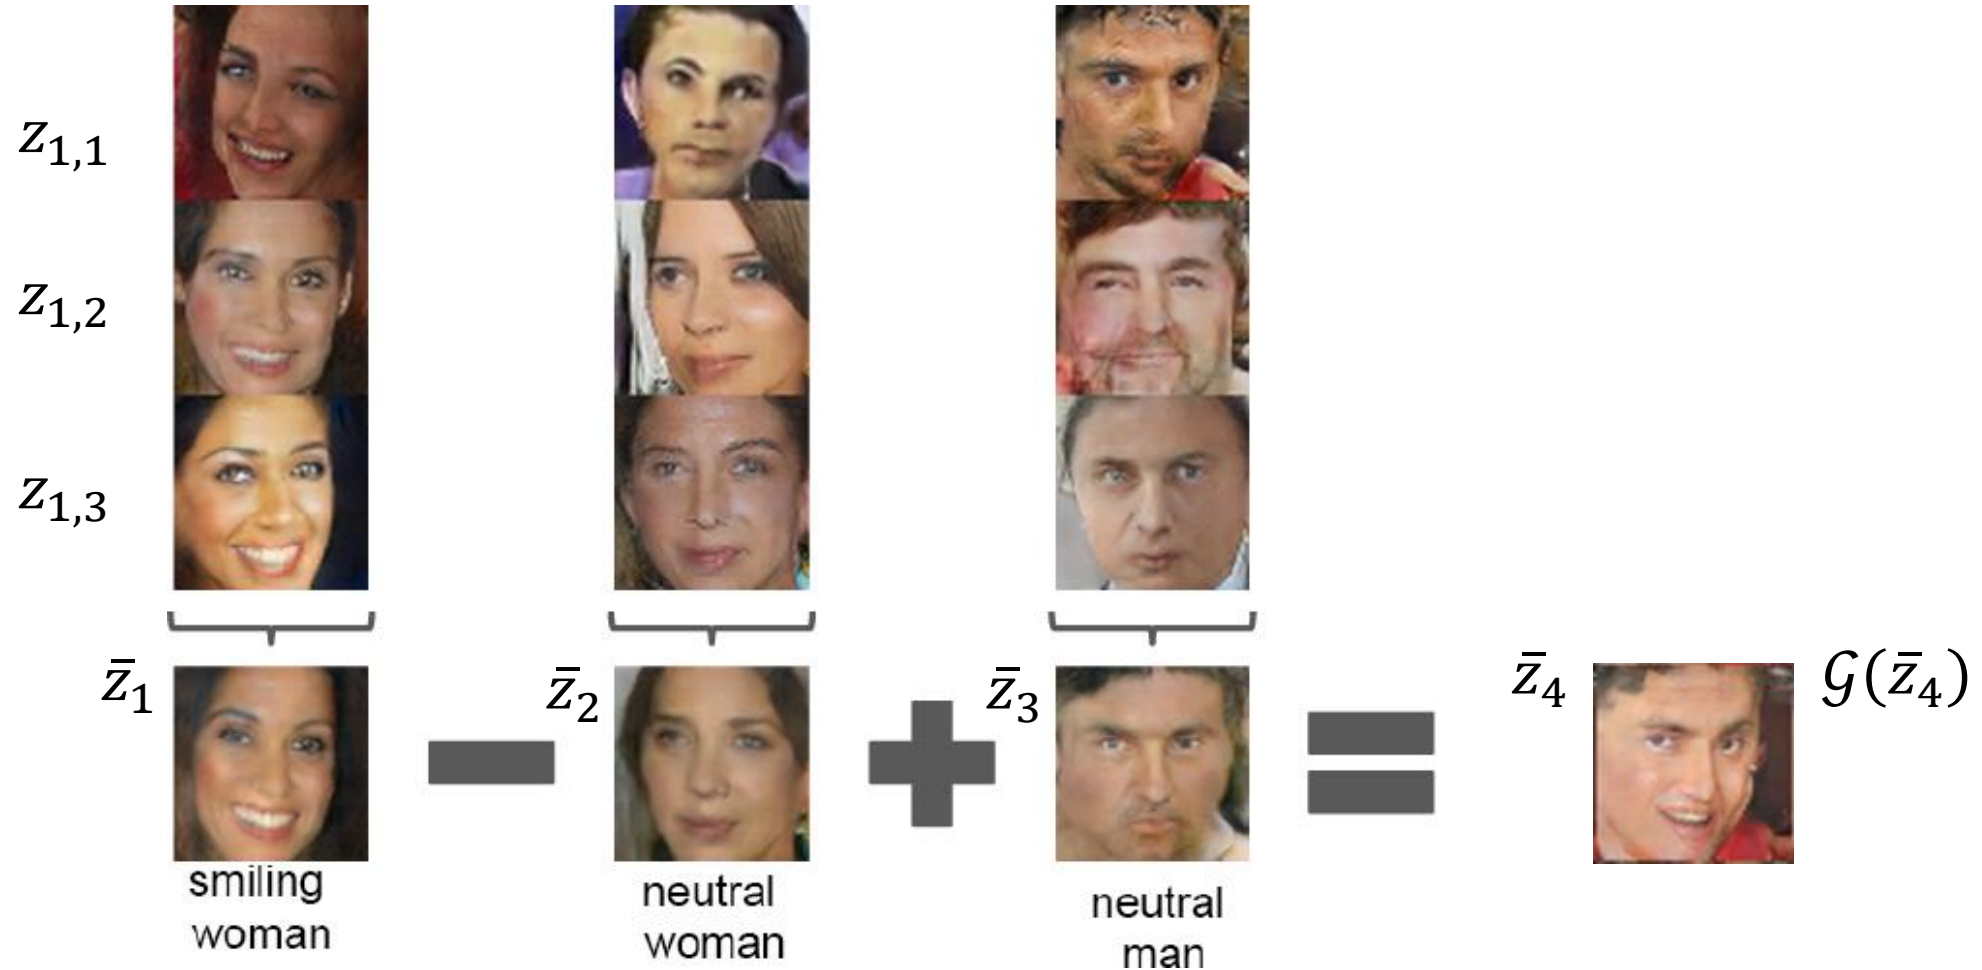 z₁,₁
z₁,₂
z₁,₃
z̄₁
z̄₂
z̄₃
z̄₄
𝒢(z̄₄)
smiling
woman
neutral
woman
neutral
man